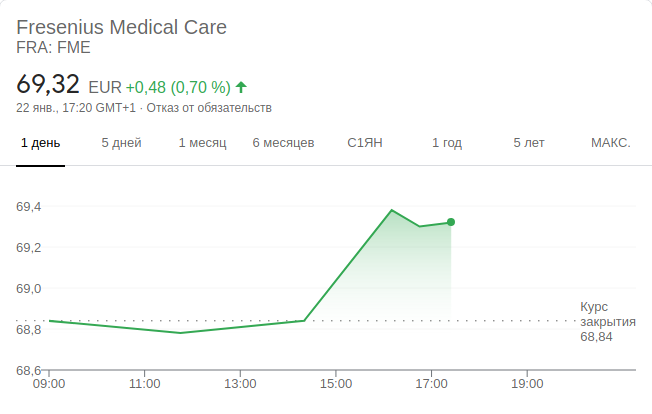 Fresenius Medical Care
FRA: FME
69,32 EUR +0,48 (0,70 %)
22 янв., 17:20 GMT+1 · Отказ от обязательств
1 день 5 дней 1 месяц 6 месяцев С1ЯН 1 год 5 лет МАКС.
69,4
69,2
69,0
68,8
68,6
Курс
закрытия
68,84
09:00 11:00 13:00 15:00 17:00 19:00